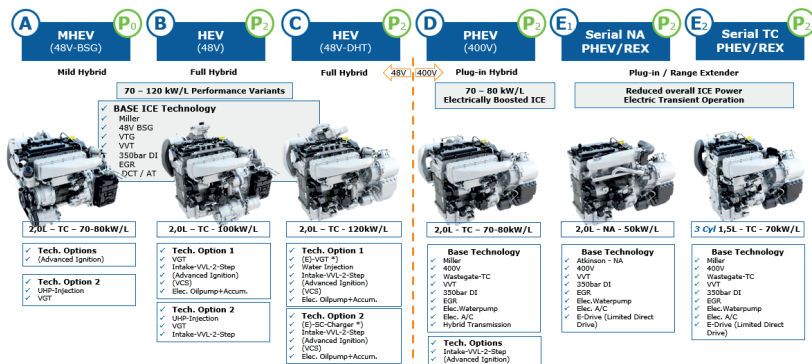 A
MHEV
(48V-BSG)
P0
B
HEV
(48V)
P2
C
HEV
(48V-DHT)
P2
D
PHEV
(400V)
P2
E1
Serial NA
PHEV/REX
P2
E2
Serial TC
PHEV/REX
P2
Mild Hybrid
Full Hybrid
Full Hybrid
48V
400V
Plug-in Hybrid
Plug-in / Range Extender
70 – 120 kW/L Performance Variants
70 – 80 kW/L
Electrically Boosted ICE
Reduced overall ICE Power
Electric Transient Operation
✓ BASE ICE Technology
✓ Miller
✓ 48V BSG
✓ VTG
✓ VVT
✓ 350bar DI
✓ EGR
DCT / AT
2,0L – TC – 70-80kW/L
2,0L – TC - 100kW/L
2,0L – TC - 120kW/L
2,0L - TC - 70-80kW/L
2,0L - NA - 50kW/L
3 Cyl 1,5L - TC - 70kW/L
✓ Tech. Options
✓ (Advanced Ignition)
✓ Tech. Option 2
✓ UHP-Injection
✓ VGT
✓ Tech. Option 1
✓ VGT
✓ Intake-VVL-2-Step
✓ (Advanced Ignition)
✓ (VCS)
✓ Elec. Oilpump+Accum.
✓ Tech. Option 2
✓ UHP-Injection
✓ VGT
✓ Intake-VVL-2-Step
✓ Tech. Option 1
✓ (E)-VGT *)
✓ Water Injection
✓ Intake-VVL-2-Step
✓ (Advanced Ignition)
✓ (VCS)
✓ Elec. Oilpump+Accum.
✓ Tech. Option 2
✓ (E)-SC-Charger *)
✓ Intake-VVL-2-Step
✓ (Advanced Ignition)
✓ (VCS)
✓ Elec. Oilpump+Accum.
Base Technology
✓ Miller
✓ 400V
✓ Wastegate-TC
✓ VVT
✓ 350bar DI
✓ EGR
✓ Elec.Waterpump
✓ Elec. A/C
✓ Hybrid Transmission
✓ Tech. Options
✓ Intake-VVL-2-Step
✓ (Advanced Ignition)
Base Technology
✓ Atkinson - NA
✓ 400V
✓ VVT
✓ 350bar DI
✓ EGR
✓ Elec.Waterpump
✓ Elec. A/C
✓ E-Drive (Limited Direct
Drive)
Base Technology
✓ Miller
✓ 400V
✓ Wastegate-TC
✓ VVT
✓ 350bar DI
✓ EGR
✓ Elec.Waterpump
✓ Elec. A/C
✓ E-Drive (Limited Direct
Drive)